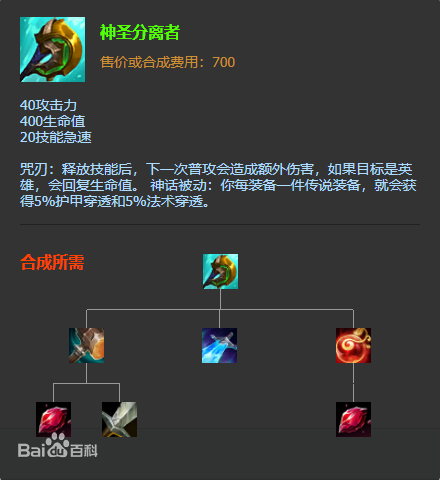 神圣分离者
售价或合成费用：700
40攻击力
400生命值
20技能急速
咒刃：释放技能后，下一次普攻会造成额外伤害，如果目标是英
雄，会回复生命值。 神话被动：你每装备一件传说装备，就会获
得5%护甲穿透和5%法术穿透。
合成所需
Bai du 百科